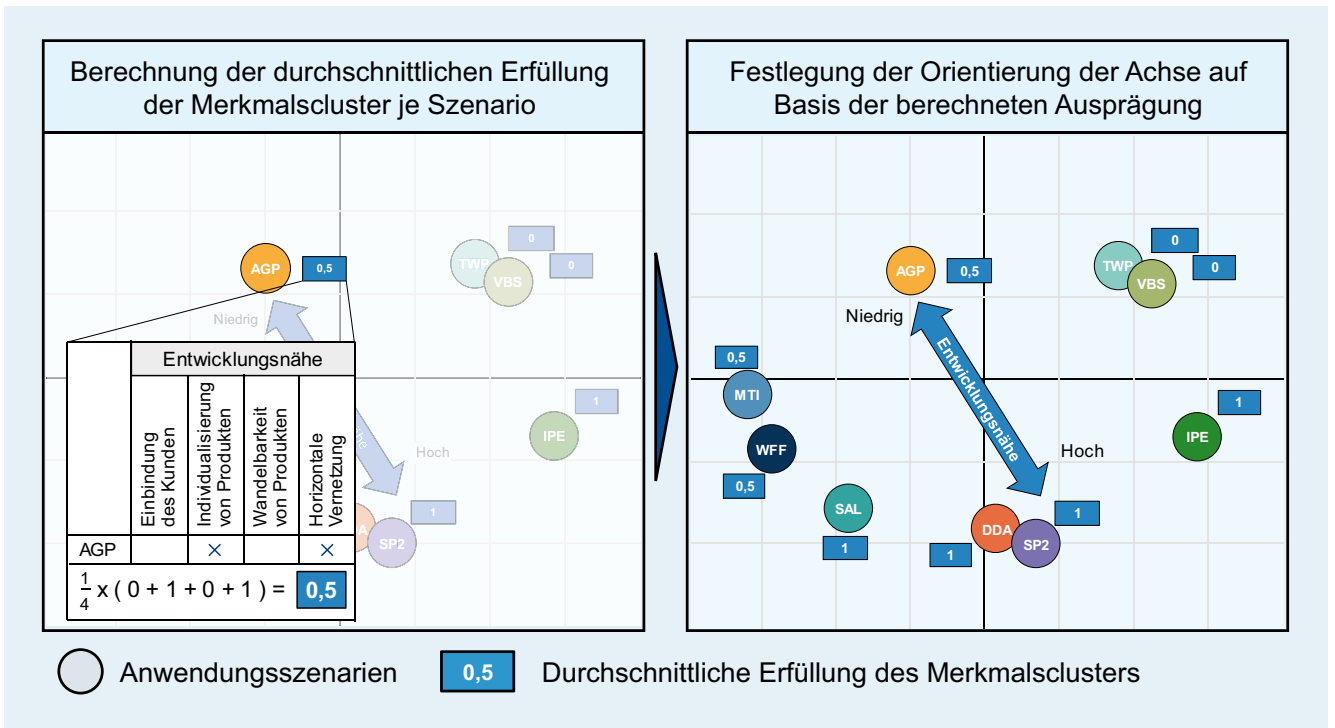 Berechnung der durchschnittlichen Erfüllung
der Merkmalscluster je Szenario
AGP
0,5
TWP
VBS
0
0
Niedrig
Entwicklungsnähe
Einbindung
des Kunden
Individualisierung
von Produkten
Wandelbarkeit
von Produkten
Horizontale
Vernetzung
AGP
×
×
1/4 x ( 0 + 1 + 0 + 1 ) =
0,5
1
IPE
Hoch
1
SP2
Festlegung der Orientierung der Achse auf
Basis der berechneten Ausprägung
AGP
0,5
TWP
VBS
0
0
Niedrig
Entwicklungsnähe
0,5
MTI
WFF
0,5
SAL
1
1
IPE
Hoch
DDA
SP2
1
1
Anwendungsszenarien
0,5
Durchschnittliche Erfüllung des Merkmalsclusters